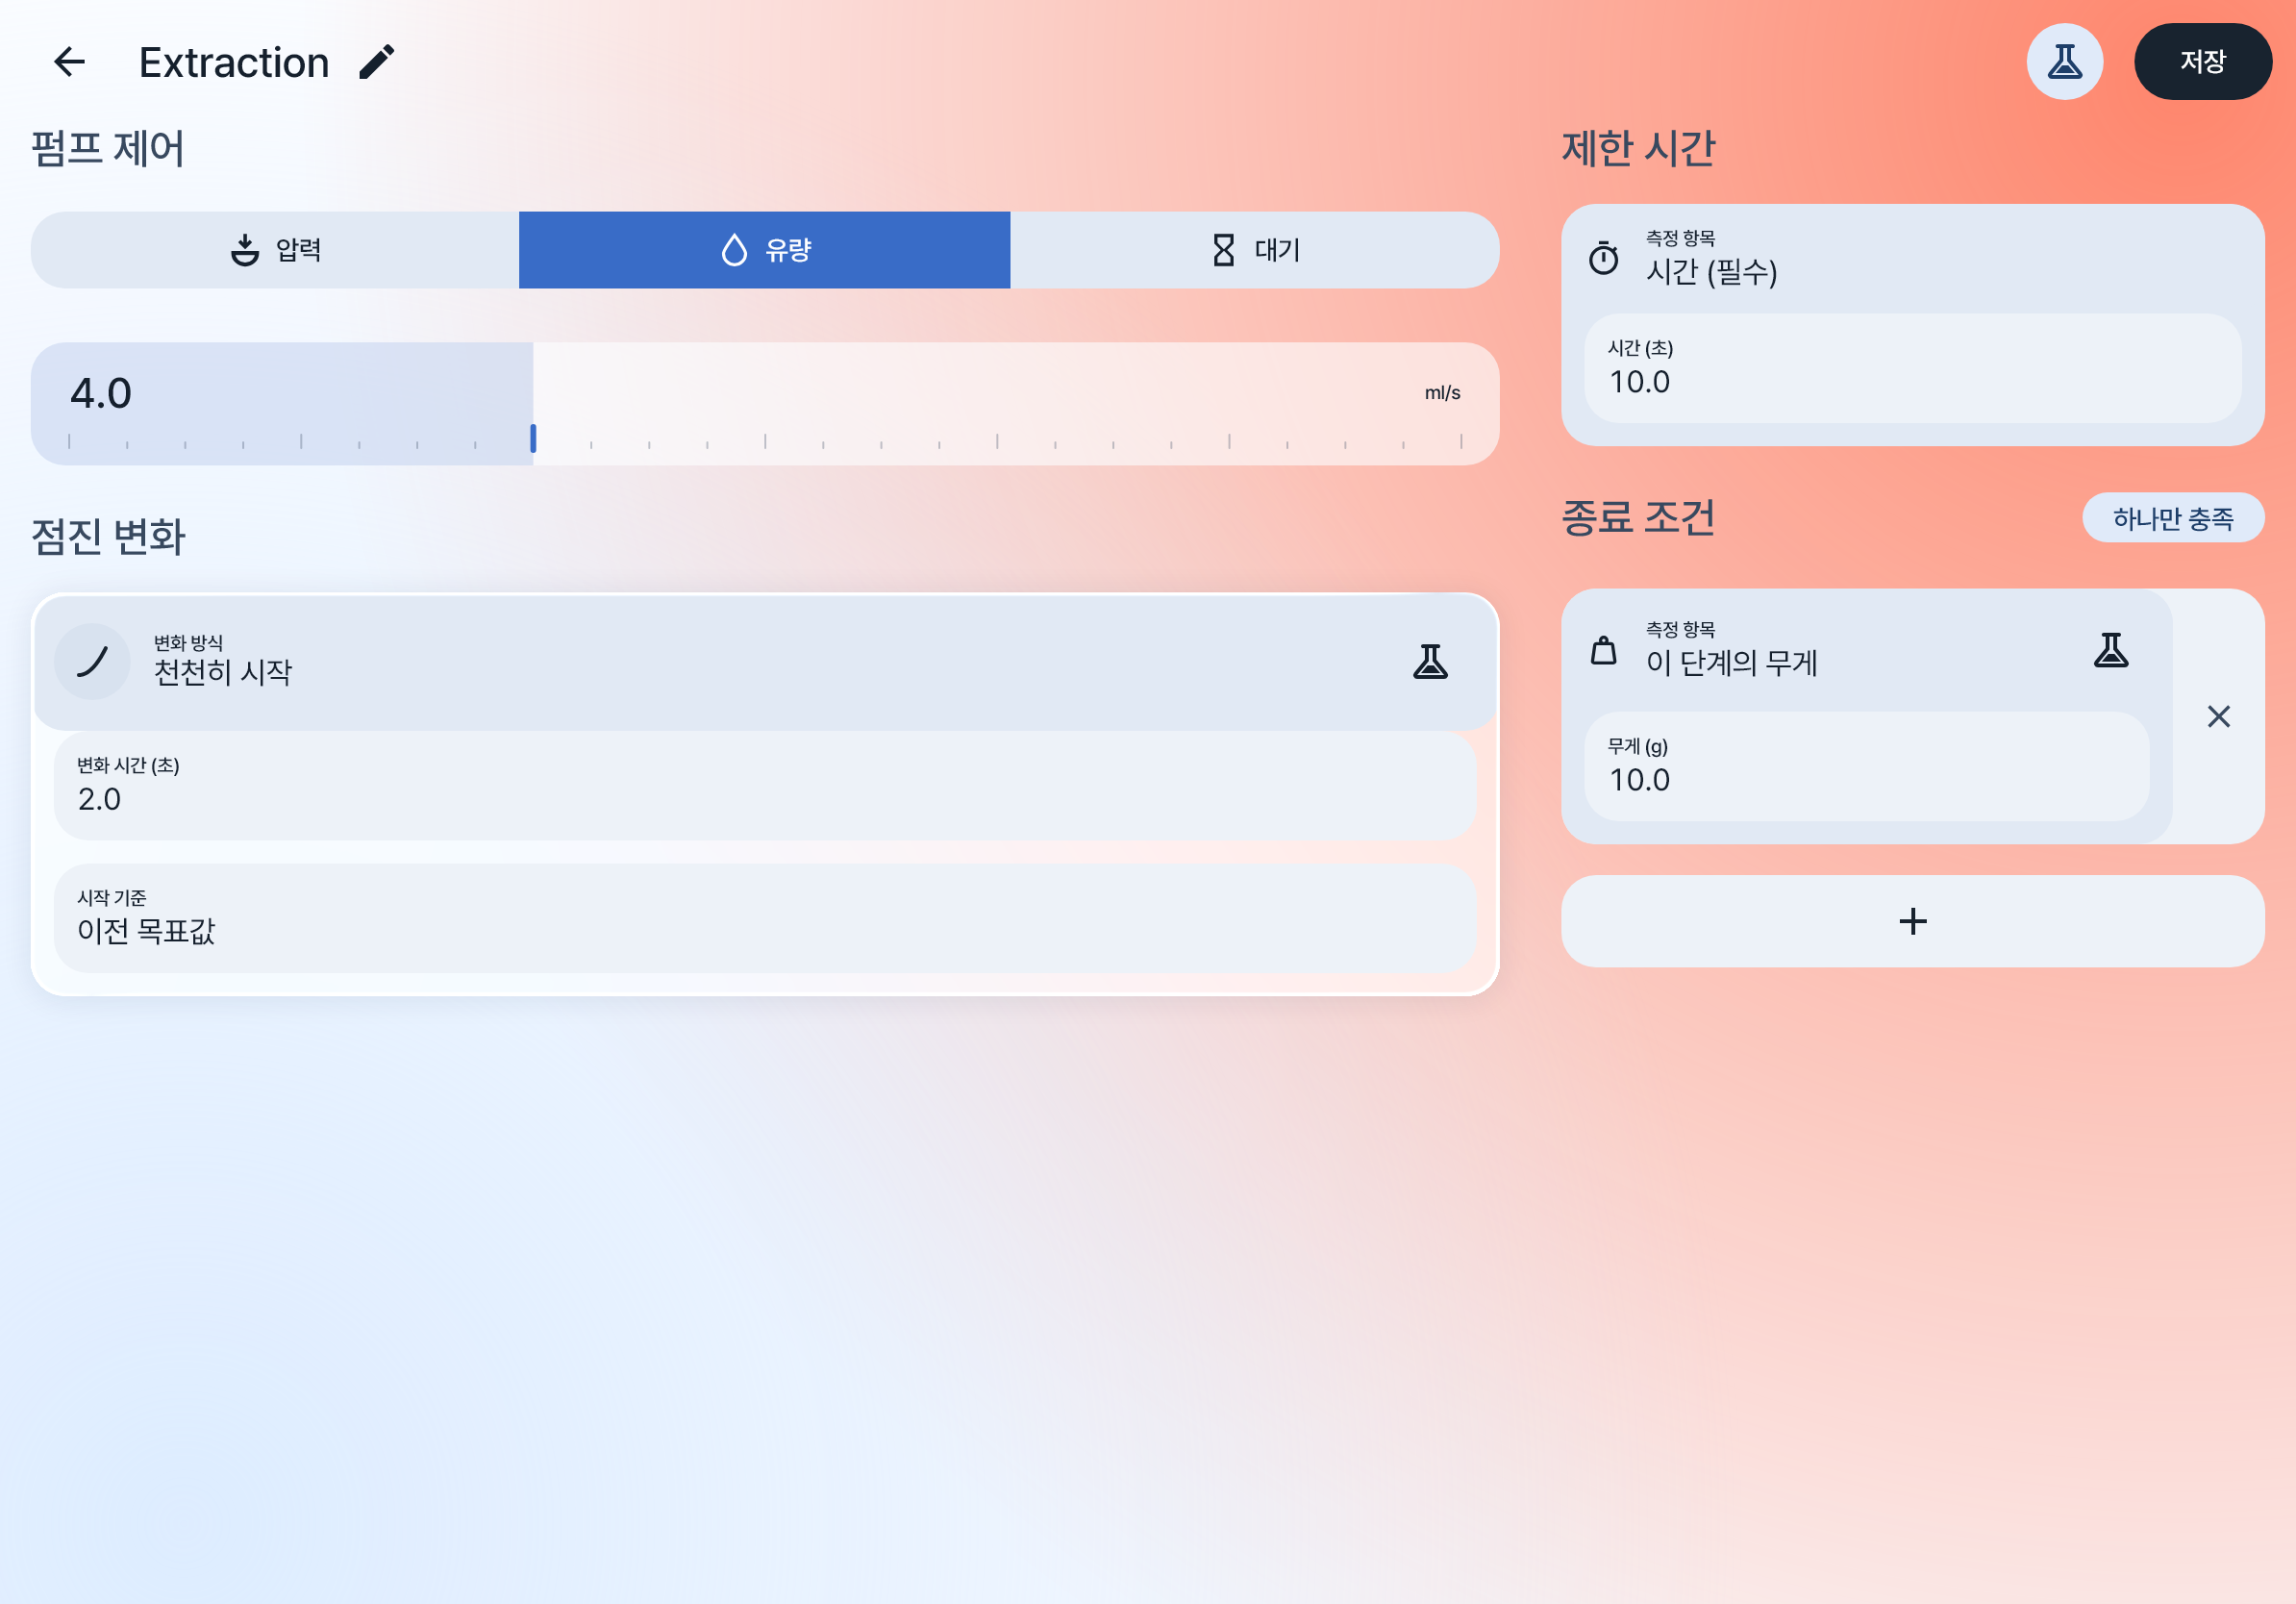 Extraction
저장
펌프 제어
압력
유량
대기
4.0
ml/s
점진 변화
변화 방식
천천히 시작
변화 시간 (초)
2.0
시작 기준
이전 목표값
제한 시간
측정 항목
시간 (필수)
시간 (초)
10.0
종료 조건
하나만 충족
측정 항목
이 단계의 무게
무게 (g)
10.0